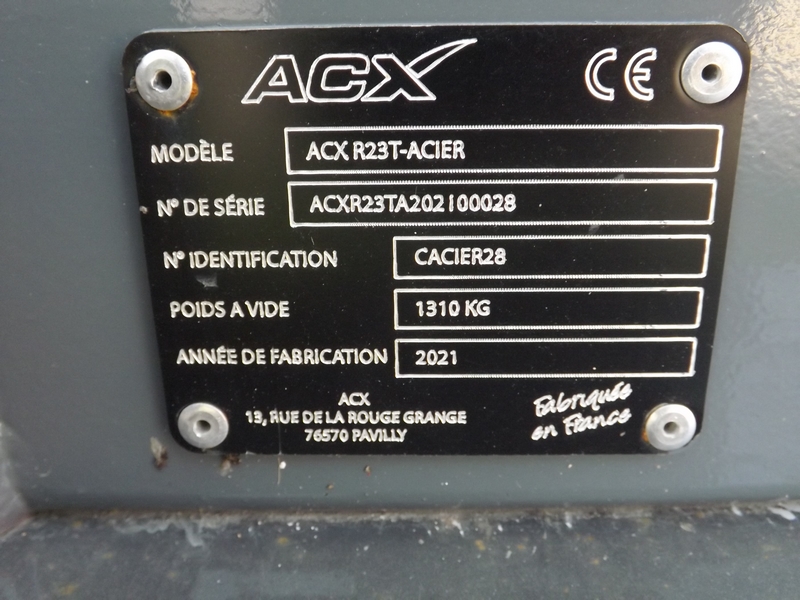 ACX CE
MODÈLE ACX R23T-ACIER
N° DE SÉRIE ACXR23TA202100028
N° IDENTIFICATION CACIER28
POIDS A VIDE 1310 KG
ANNÉE DE FABRICATION 2021
ACX
13, RUE DE LA ROUGE GRANGE
76570 PAVILLY
Fabriquée
en France